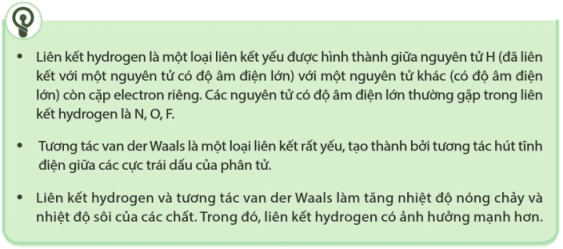 • Liên kết hydrogen là một loại liên kết yếu được hình thành giữa nguyên tử H (đã liên
kết với một nguyên tử có độ âm điện lớn) với một nguyên tử khác (có độ âm điện
lớn) còn cặp electron riêng. Các nguyên tử có độ âm điện lớn thường gặp trong liên
kết hydrogen là N, O, F.
• Tương tác van der Waals là một loại liên kết rất yếu, tạo thành bởi tương tác hút tĩnh
điện giữa các cực trái dấu của phân tử.
• Liên kết hydrogen và tương tác van der Waals làm tăng nhiệt độ nóng chảy và
nhiệt độ sôi của các chất. Trong đó, liên kết hydrogen có ảnh hưởng mạnh hơn.